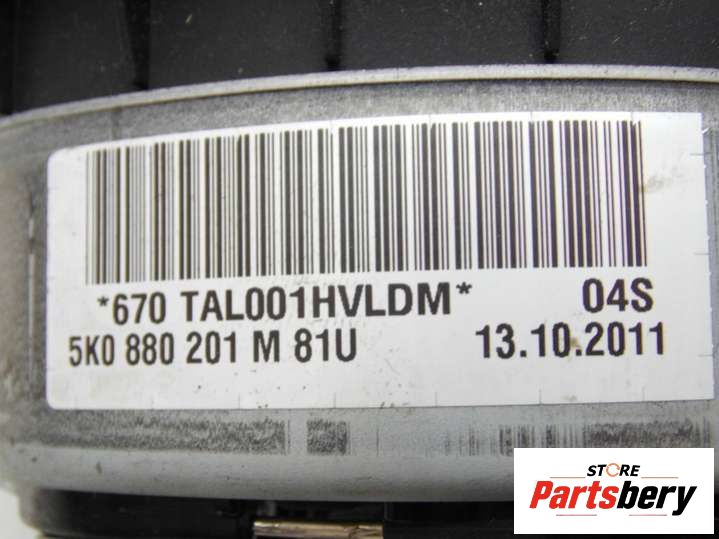 *670 TAL001HVLDM* 04S
5K0 880 201 M 81U 13.10.2011
STORE
Partsbery